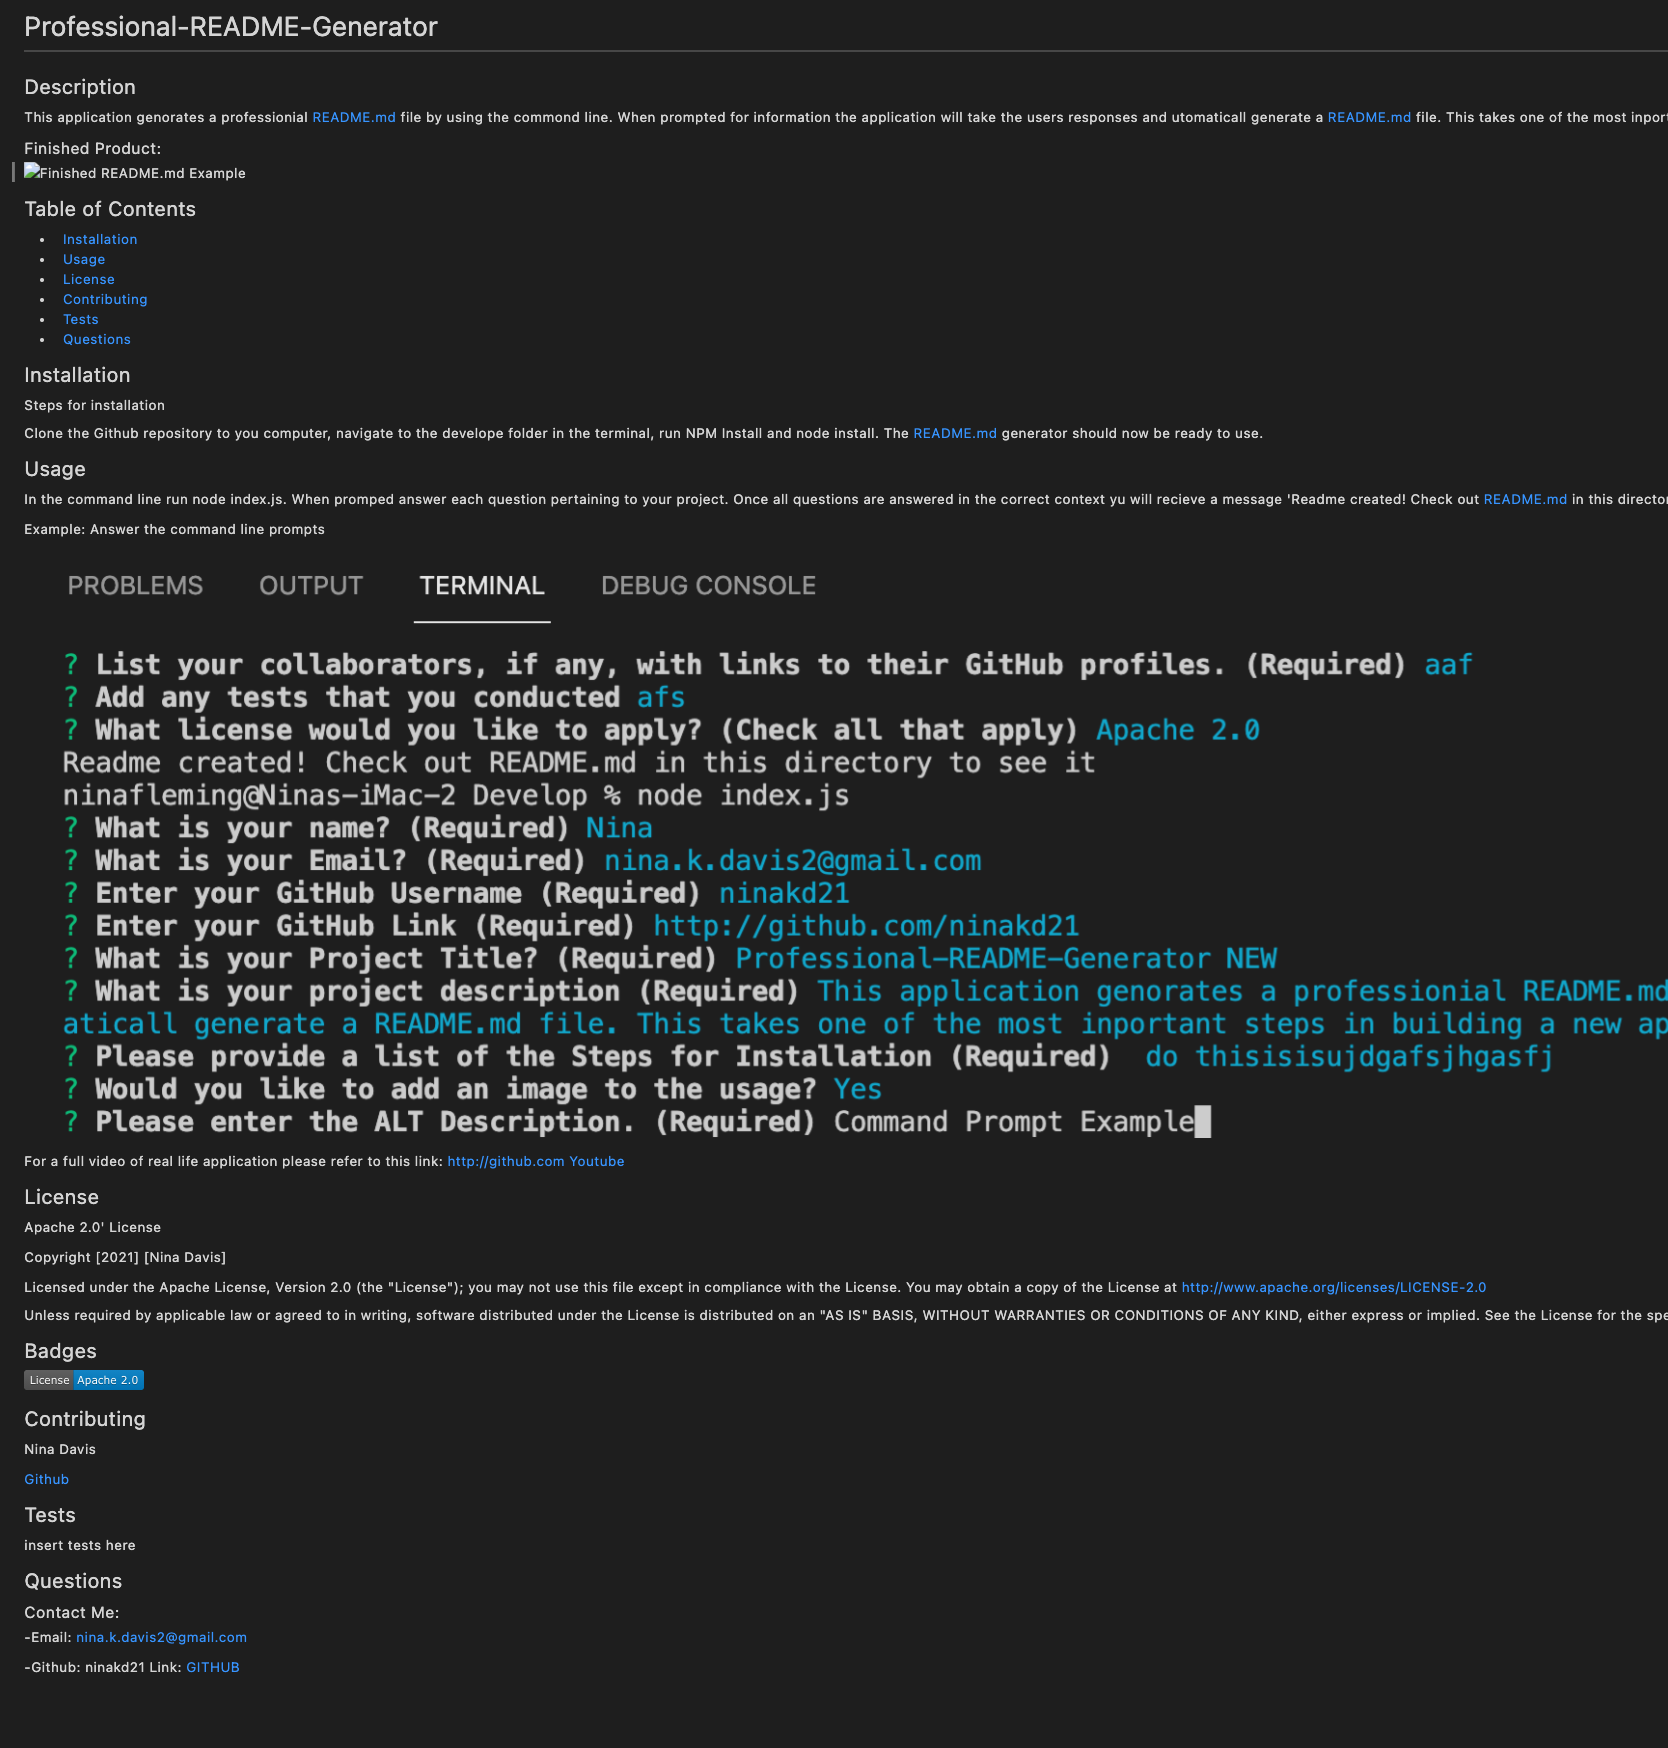 Professional-README-Generator
Description
This application genorates a professionial README.md file by using the commond line. When prompted for information the application will take the users responses and utomaticall generate a README.md file. This takes one of the most inpor
Finished Product:
Finished README.md Example
Table of Contents
• Installation
• Usage
• License
• Contributing
• Tests
• Questions
Installation
Steps for installation
Clone the Github repository to you computer, navigate to the develope folder in the terminal, run NPM Install and node install. The README.md generator should now be ready to use.
Usage
In the command line run node index.js. When promped answer each question pertaining to your project. Once all questions are answered in the correct context yu will recieve a message 'Readme created! Check out README.md in this director
Example: Answer the command line prompts
PROBLEMS OUTPUT TERMINAL DEBUG CONSOLE
? List your collaborators, if any, with links to their GitHub profiles. (Required) aaf
? Add any tests that you conducted afs
? What license would you like to apply? (Check all that apply) Apache 2.0
Readme created! Check out README.md in this directory to see it
ninafleming@Ninas-iMac-2 Develop % node index.js
? What is your name? (Required) Nina
? What is your Email? (Required) nina.k.davis2@gmail.com
? Enter your GitHub Username (Required) ninakd21
? Enter your GitHub Link (Required) http://github.com/ninakd21
? What is your Project Title? (Required) Professional-README-Generator NEW
? What is your project description (Required) This application genorates a professionial README.md
aticall generate a README.md file. This takes one of the most inportant steps in building a new ap
? Please provide a list of the Steps for Installation (Required) do thisisisujdgafsjhgasfj
? Would you like to add an image to the usage? Yes
? Please enter the ALT Description. (Required) Command Prompt Example
For a full video of real life application please refer to this link: http://github.com Youtube
License
Apache 2.0' License
Copyright [2021] [Nina Davis]
Licensed under the Apache License, Version 2.0 (the "License"); you may not use this file except in compliance with the License. You may obtain a copy of the License at http://www.apache.org/licenses/LICENSE-2.0
Unless required by applicable law or agreed to in writing, software distributed under the License is distributed on an "AS IS" BASIS, WITHOUT WARRANTIES OR CONDITIONS OF ANY KIND, either express or implied. See the License for the spe
Badges
License Apache 2.0
Contributing
Nina Davis
Github
Tests
insert tests here
Questions
Contact Me:
-Email: nina.k.davis2@gmail.com
-Github: ninakd21 Link: GITHUB